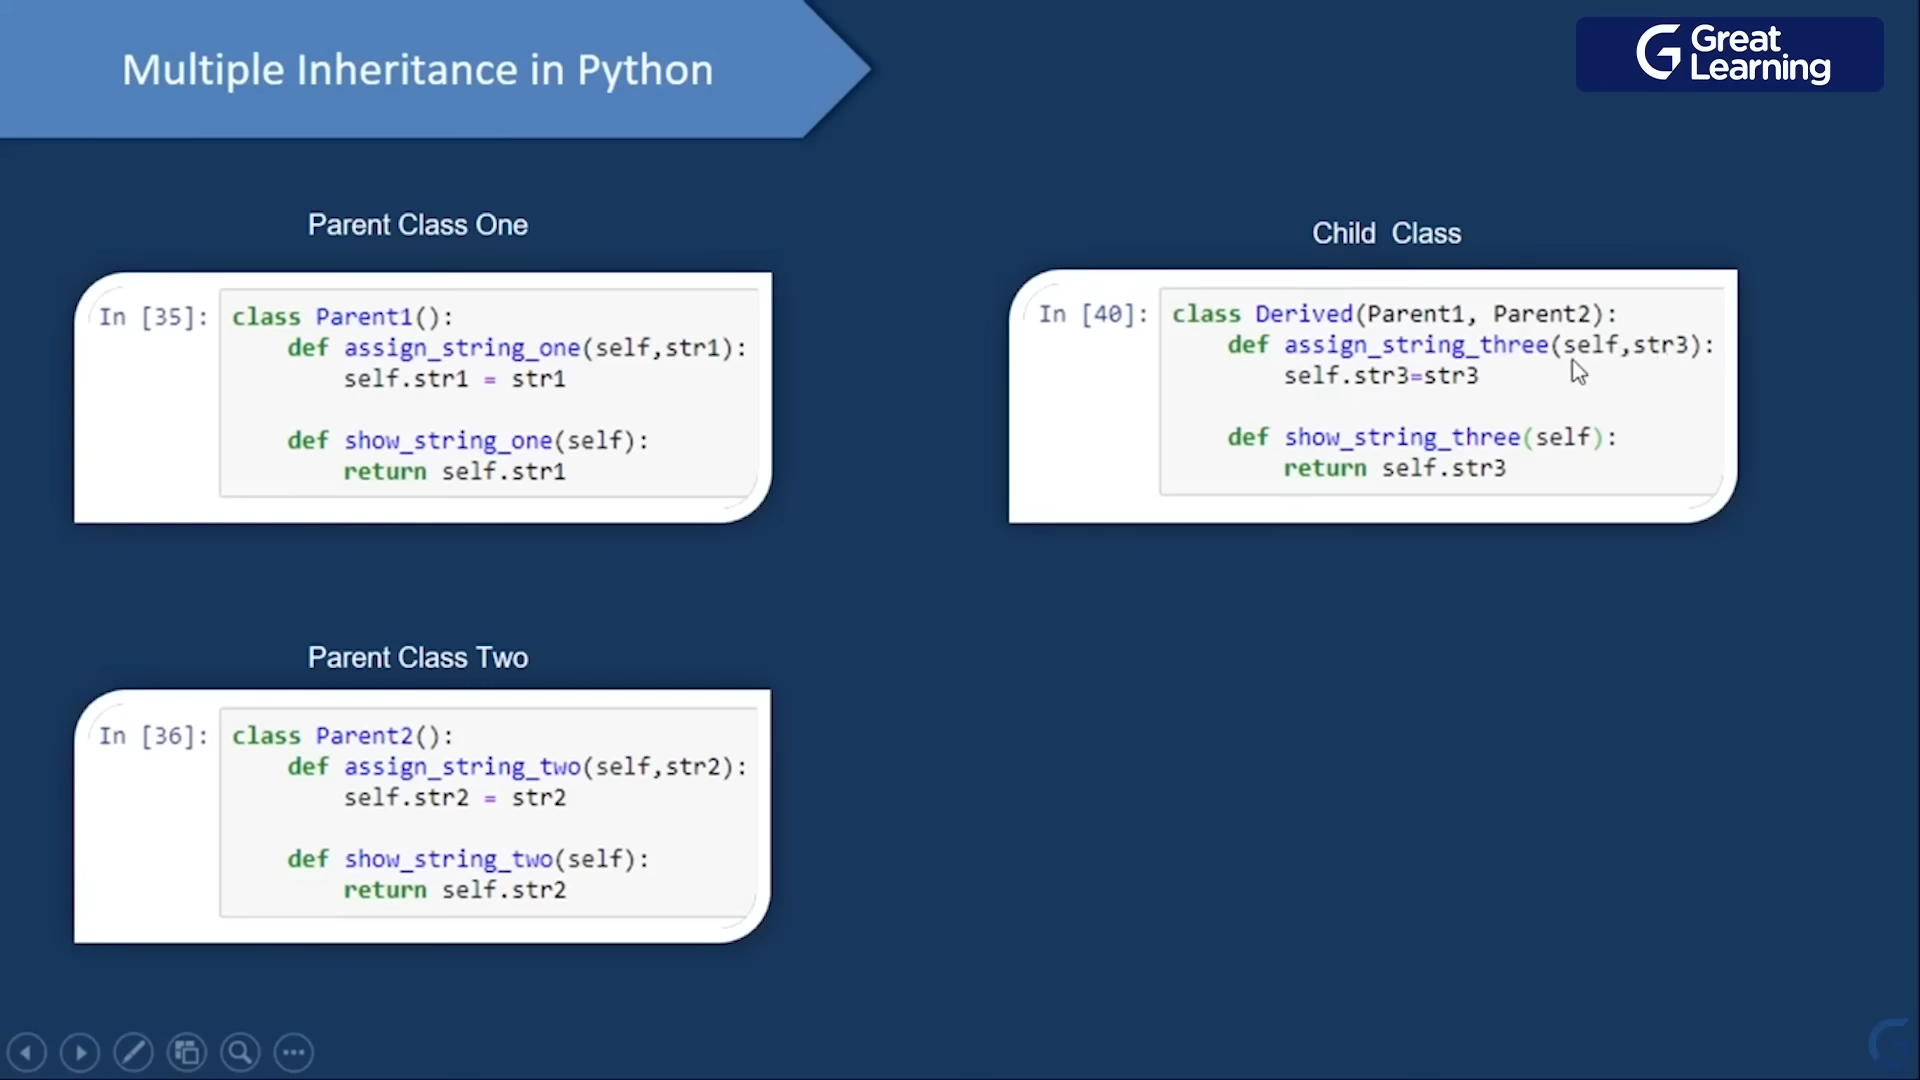 Multiple Inheritance in Python
Great
Learning
Parent Class One
In [35]:
class Parent1():
    def assign_string_one(self,str1):
        self.str1 = str1

    def show_string_one(self):
        return self.str1
Child  Class
In [40]:
class Derived(Parent1, Parent2):
    def assign_string_three(self,str3):
        self.str3=str3

    def show_string_three(self):
        return self.str3
Parent Class Two
In [36]:
class Parent2():
    def assign_string_two(self,str2):
        self.str2 = str2

    def show_string_two(self):
        return self.str2